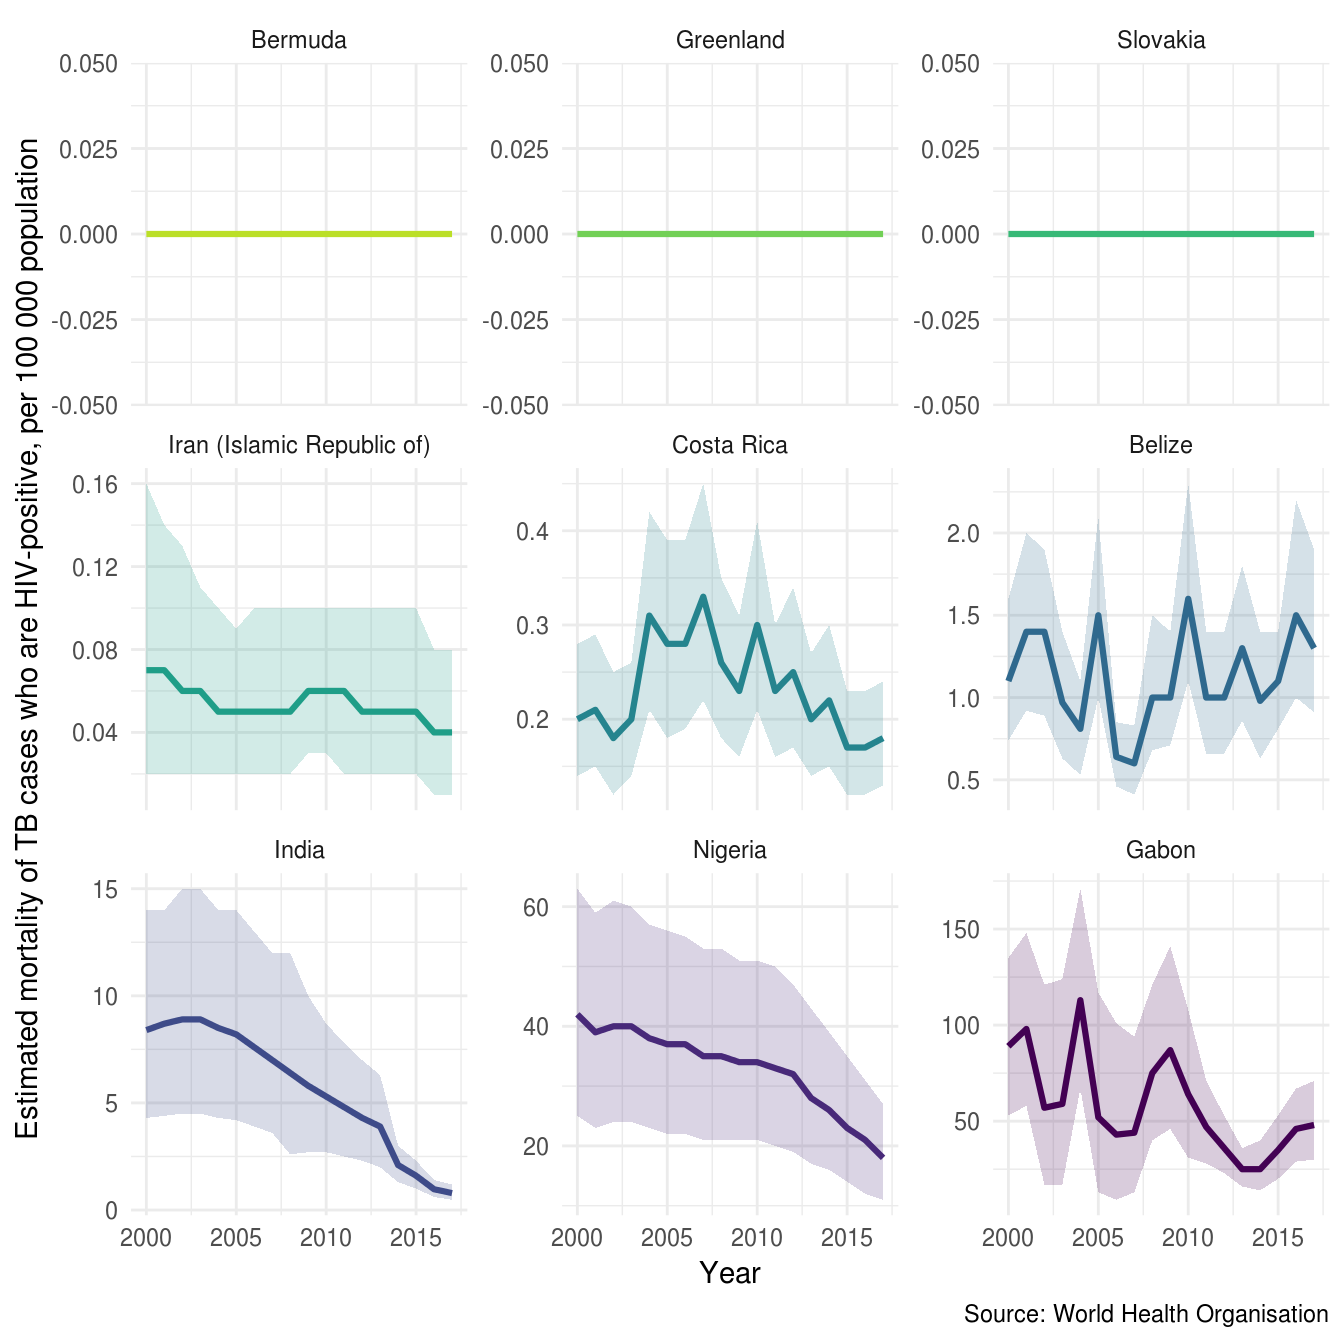 Bermuda Greenland Slovakia
0.050 0.050 0.050
0.025 0.025 0.025
0.000 0.000 0.000
-0.025 -0.025 -0.025
-0.050 -0.050 -0.050
Iran (Islamic Republic of) Costa Rica Belize
0.16
0.12
0.08
0.04
0.4
0.3
0.2
2.0
1.5
1.0
0.5
India Nigeria Gabon
15
10
5
0
60
40
20
150
100
50
2000 2005 2010 2015 2000 2005 2010 2015 2000 2005 2010 2015
Year
Estimated mortality of TB cases who are HIV-positive, per 100 000 population
Source: World Health Organisation